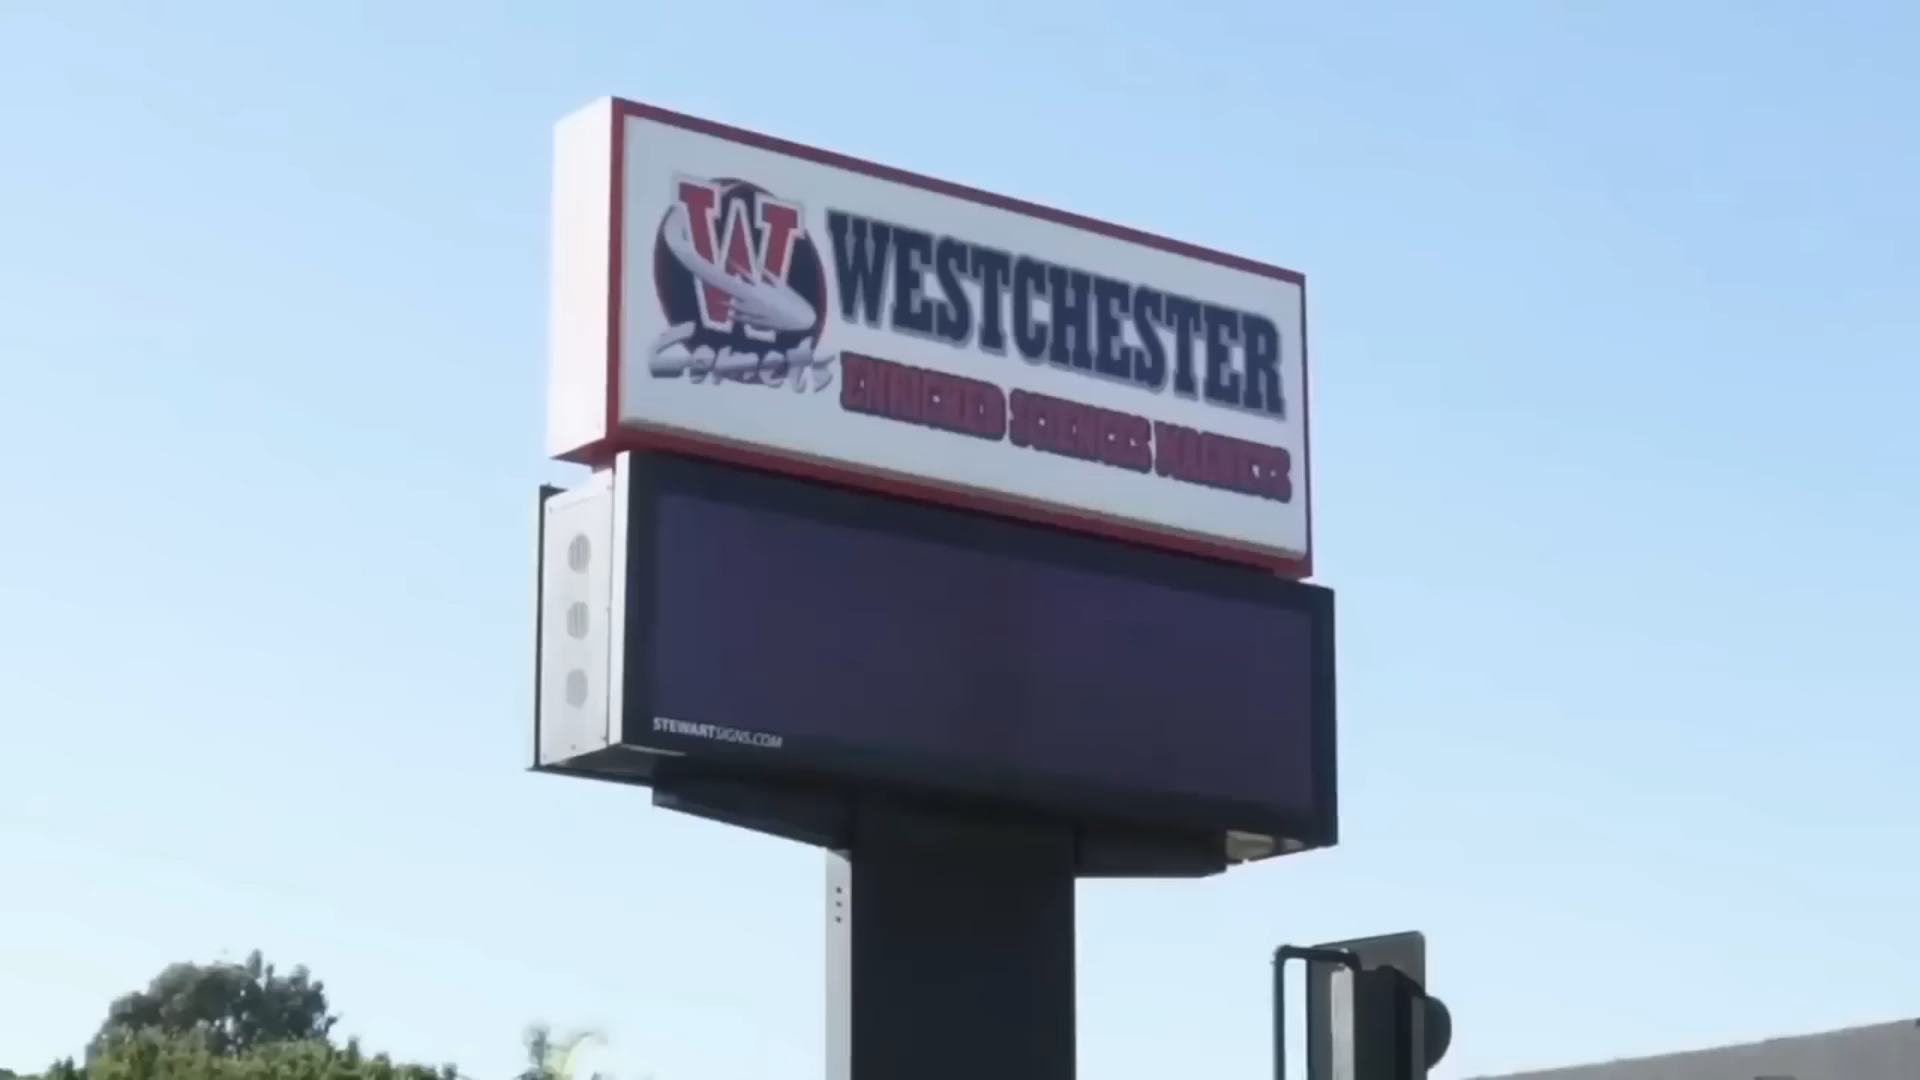 W
Comets
WESTCHESTER
ENRICHED SCIENCES MAGNETS
STEWARTSIGNS.COM